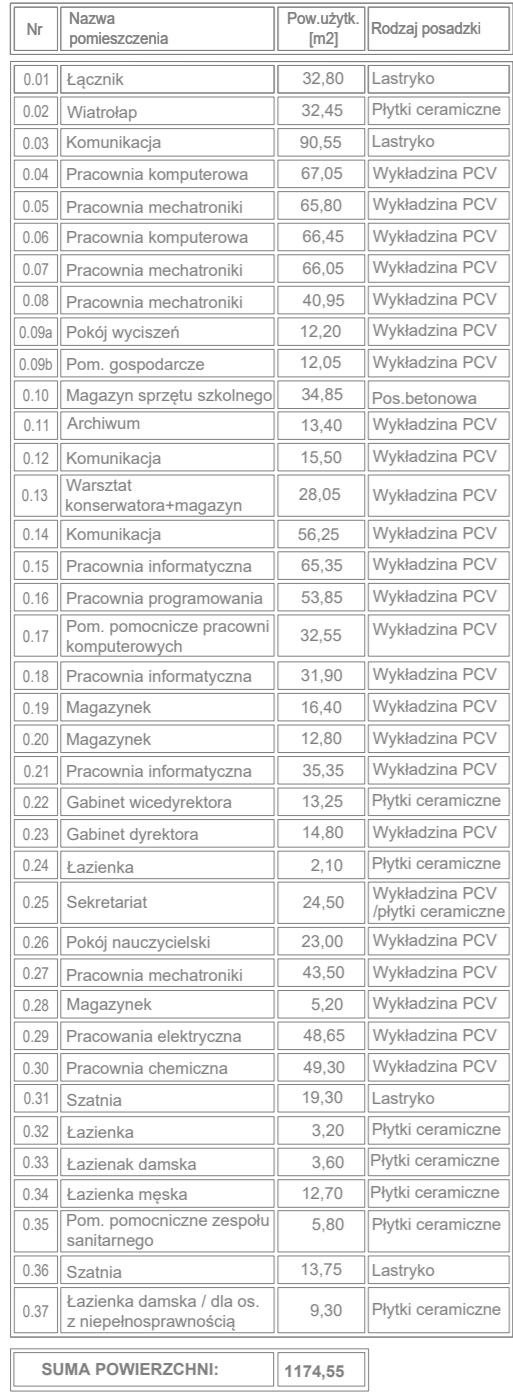 Nr Nazwa pomieszczenia Pow.użytk. [m2] Rodzaj posadzki
0.01 Łącznik 32,80 Lastryko
0.02 Wiatrołap 32,45 Płytki ceramiczne
0.03 Komunikacja 90,55 Lastryko
0.04 Pracownia komputerowa 67,05 Wykładzina PCV
0.05 Pracownia mechatroniki 65,80 Wykładzina PCV
0.06 Pracownia komputerowa 66,45 Wykładzina PCV
0.07 Pracownia mechatroniki 66,05 Wykładzina PCV
0.08 Pracownia mechatroniki 40,95 Wykładzina PCV
0.09a Pokój wyciszeń 12,20 Wykładzina PCV
0.09b Pom. gospodarcze 12,05 Wykładzina PCV
0.10 Magazyn sprzętu szkolnego 34,85 Pos.betonowa
0.11 Archiwum 13,40 Wykładzina PCV
0.12 Komunikacja 15,50 Wykładzina PCV
0.13 Warsztat
konserwatora+magazyn 28,05 Wykładzina PCV
0.14 Komunikacja 56,25 Wykładzina PCV
0.15 Pracownia informatyczna 65,35 Wykładzina PCV
0.16 Pracownia programowania 53,85 Wykładzina PCV
0.17 Pom. pomocnicze pracowni
komputerowych 32,55 Wykładzina PCV
0.18 Pracownia informatyczna 31,90 Wykładzina PCV
0.19 Magazynek 16,40 Wykładzina PCV
0.20 Magazynek 12,80 Wykładzina PCV
0.21 Pracownia informatyczna 35,35 Wykładzina PCV
0.22 Gabinet wicedyrektora 13,25 Płytki ceramiczne
0.23 Gabinet dyrektora 14,80 Wykładzina PCV
0.24 Łazienka 2,10 Płytki ceramiczne
0.25 Sekretariat 24,50 Wykładzina PCV
/płytki ceramiczne
0.26 Pokój nauczycielski 23,00 Wykładzina PCV
0.27 Pracownia mechatroniki 43,50 Wykładzina PCV
0.28 Magazynek 5,20 Wykładzina PCV
0.29 Pracowania elektryczna 48,65 Wykładzina PCV
0.30 Pracownia chemiczna 49,30 Wykładzina PCV
0.31 Szatnia 19,30 Lastryko
0.32 Łazienka 3,20 Płytki ceramiczne
0.33 Łazienak damska 3,60 Płytki ceramiczne
0.34 Łazienka męska 12,70 Płytki ceramiczne
0.35 Pom. pomocniczne zespołu
sanitarnego 5,80 Płytki ceramiczne
0.36 Szatnia 13,75 Lastryko
0.37 Łazienka damska / dla os.
z niepełnosprawnością 9,30 Płytki ceramiczne
SUMA POWIERZCHNI: 1174,55